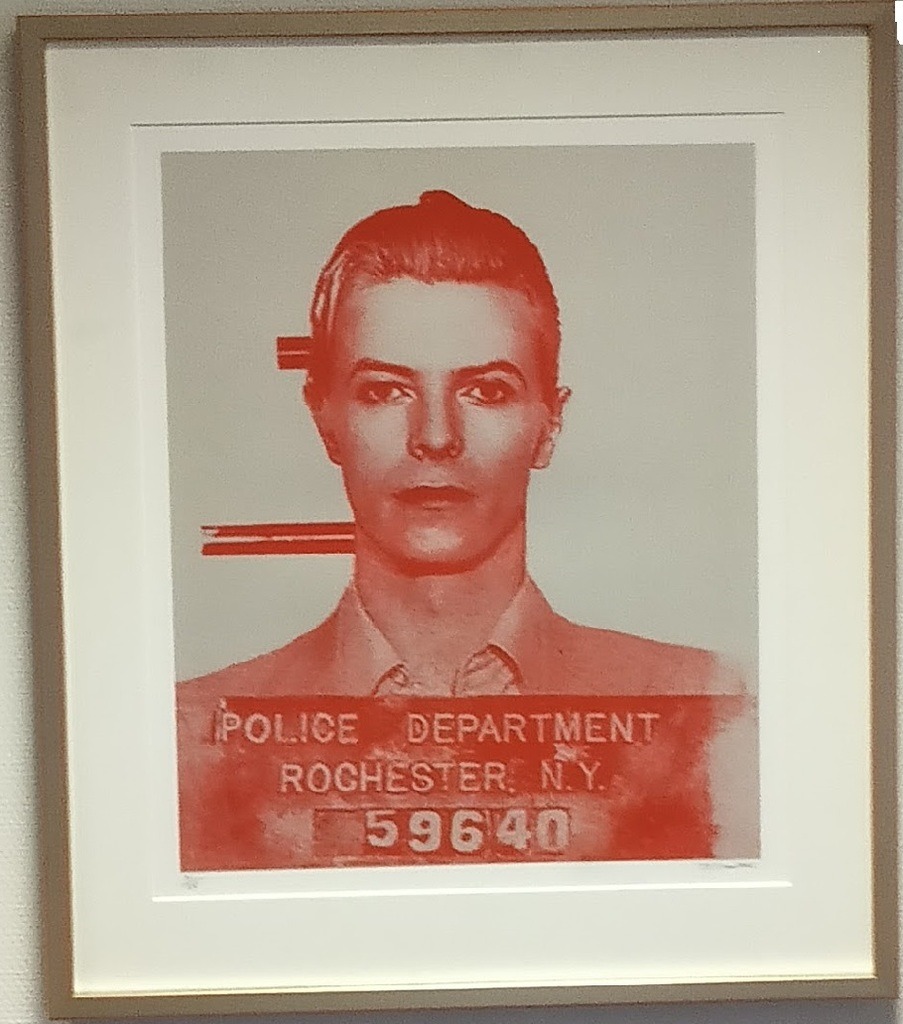 POLICE DEPARTMENT
ROCHESTER, N.Y.
59640